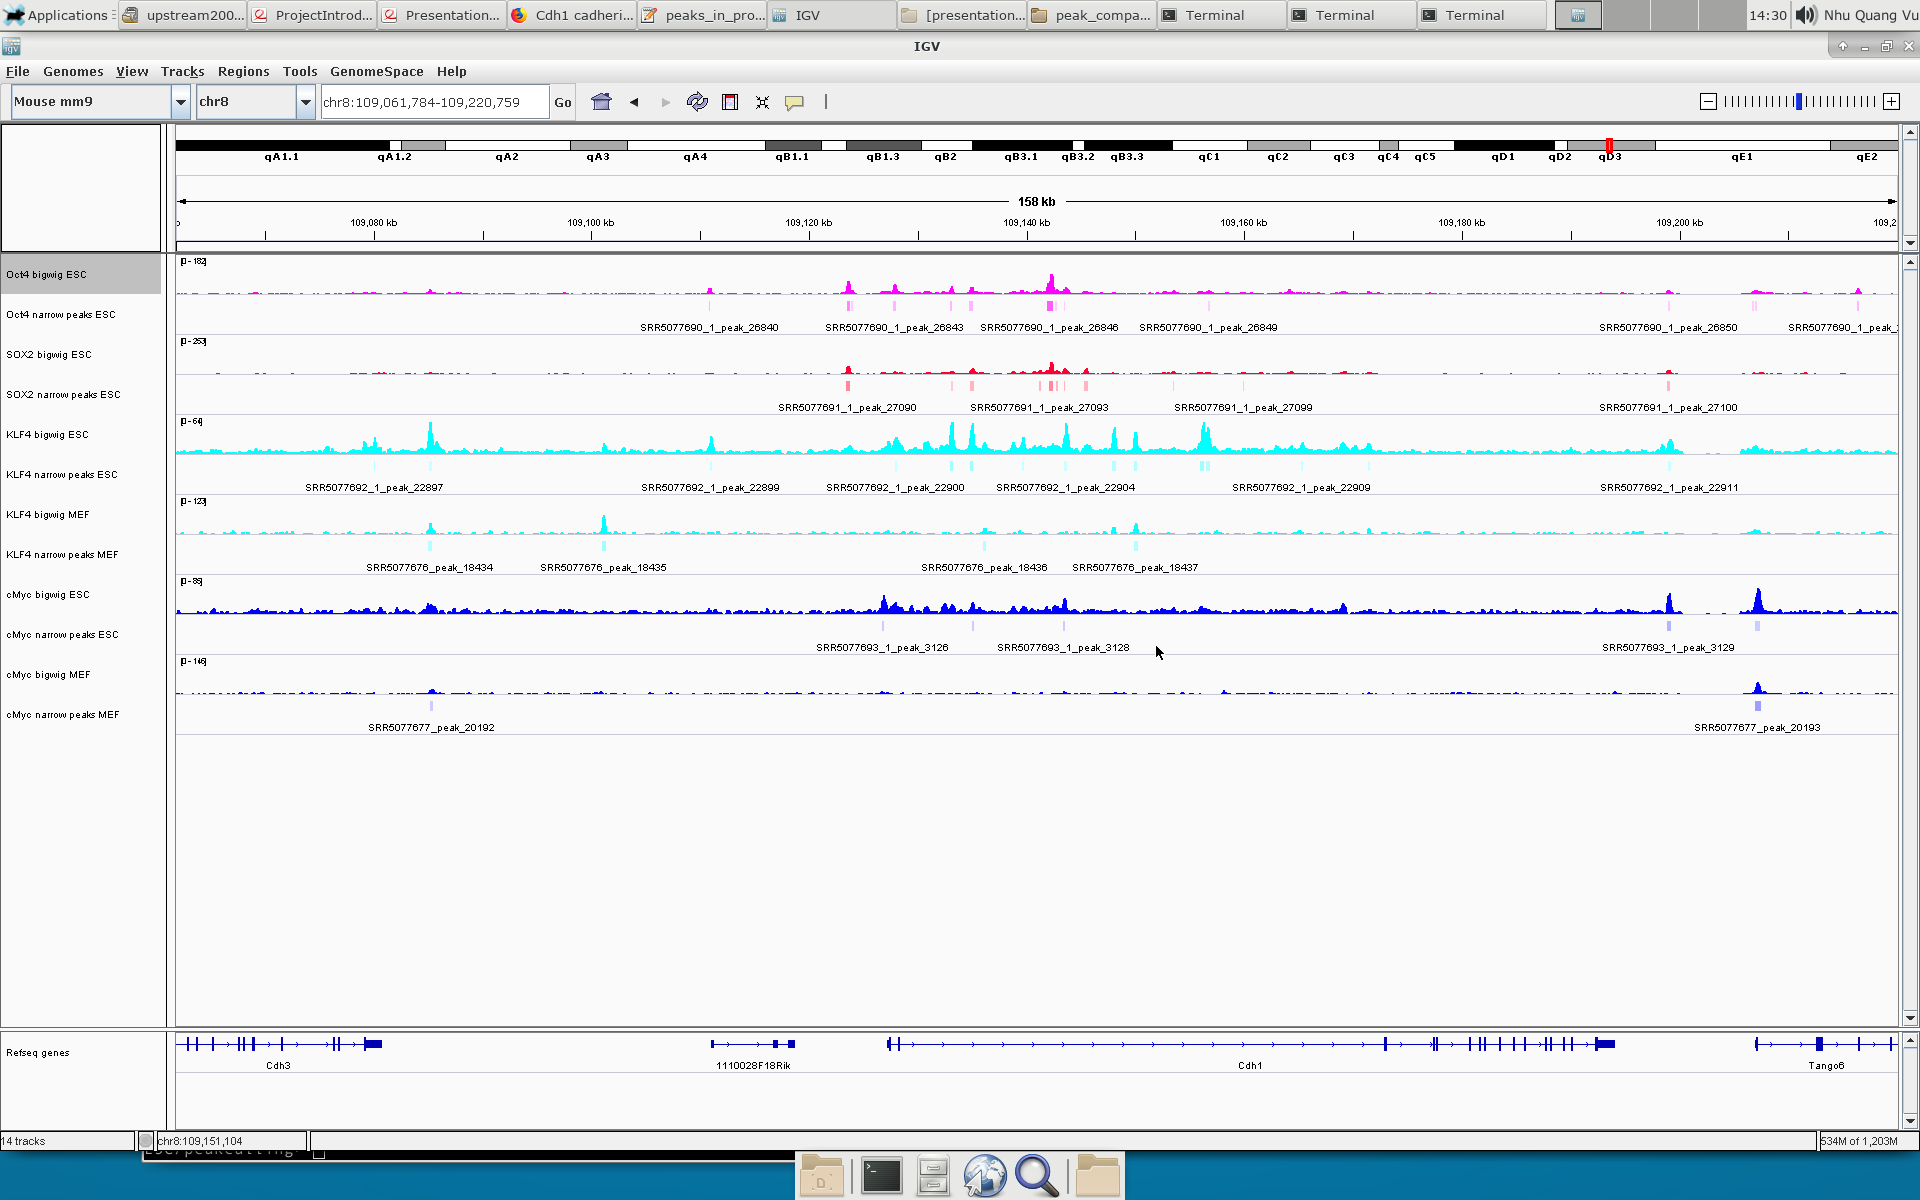 Applications upstream200... ProjectIntrod... Presentation... Cdh1 cadheri... peaks_in_pro... IGV [presentation... peak_compa... Terminal Terminal Terminal 14:30 Nhu Quang Vu
IGV
File Genomes View Tracks Regions Tools GenomeSpace Help
Mouse mm9 chr8 chr8:109,061,784-109,220,759 Go
qA1.1 qA1.2 qA2 qA3 qA4 qB1.1 qB1.3 qB2 qB3.1 qB3.2 qB3.3 qC1 qC2 qC3 qC4 qC5 qD1 qD2 qD3 qE1 qE2
158 kb
109,080 kb 109,100 kb 109,120 kb 109,140 kb 109,160 kb 109,180 kb 109,200 kb 109,2
[0-182]
Oct4 bigwig ESC
Oct4 narrow peaks ESC
SRR5077690_1_peak_26840 SRR5077690_1_peak_26843 SRR5077690_1_peak_26846 SRR5077690_1_peak_26849 SRR5077690_1_peak_26850 SRR5077690_1_peak_
[0-253]
SOX2 bigwig ESC
SOX2 narrow peaks ESC
SRR5077691_1_peak_27090 SRR5077691_1_peak_27093 SRR5077691_1_peak_27099 SRR5077691_1_peak_27100
[0-64]
KLF4 bigwig ESC
KLF4 narrow peaks ESC
SRR5077692_1_peak_22897 SRR5077692_1_peak_22899 SRR5077692_1_peak_22900 SRR5077692_1_peak_22904 SRR5077692_1_peak_22909 SRR5077692_1_peak_22911
[0-123]
KLF4 bigwig MEF
KLF4 narrow peaks MEF
SRR5077676_peak_18434 SRR5077676_peak_18435 SRR5077676_peak_18436 SRR5077676_peak_18437
[0-85]
cMyc bigwig ESC
cMyc narrow peaks ESC
SRR5077693_1_peak_3126 SRR5077693_1_peak_3128 SRR5077693_1_peak_3129
[0-146]
cMyc bigwig MEF
cMyc narrow peaks MEF
SRR5077677_peak_20192 SRR5077677_peak_20193
Refseq genes
Cdh3 1110028F18Rik Cdh1 Tango6
14 tracks chr8:109,151,104 534M of 1,203M